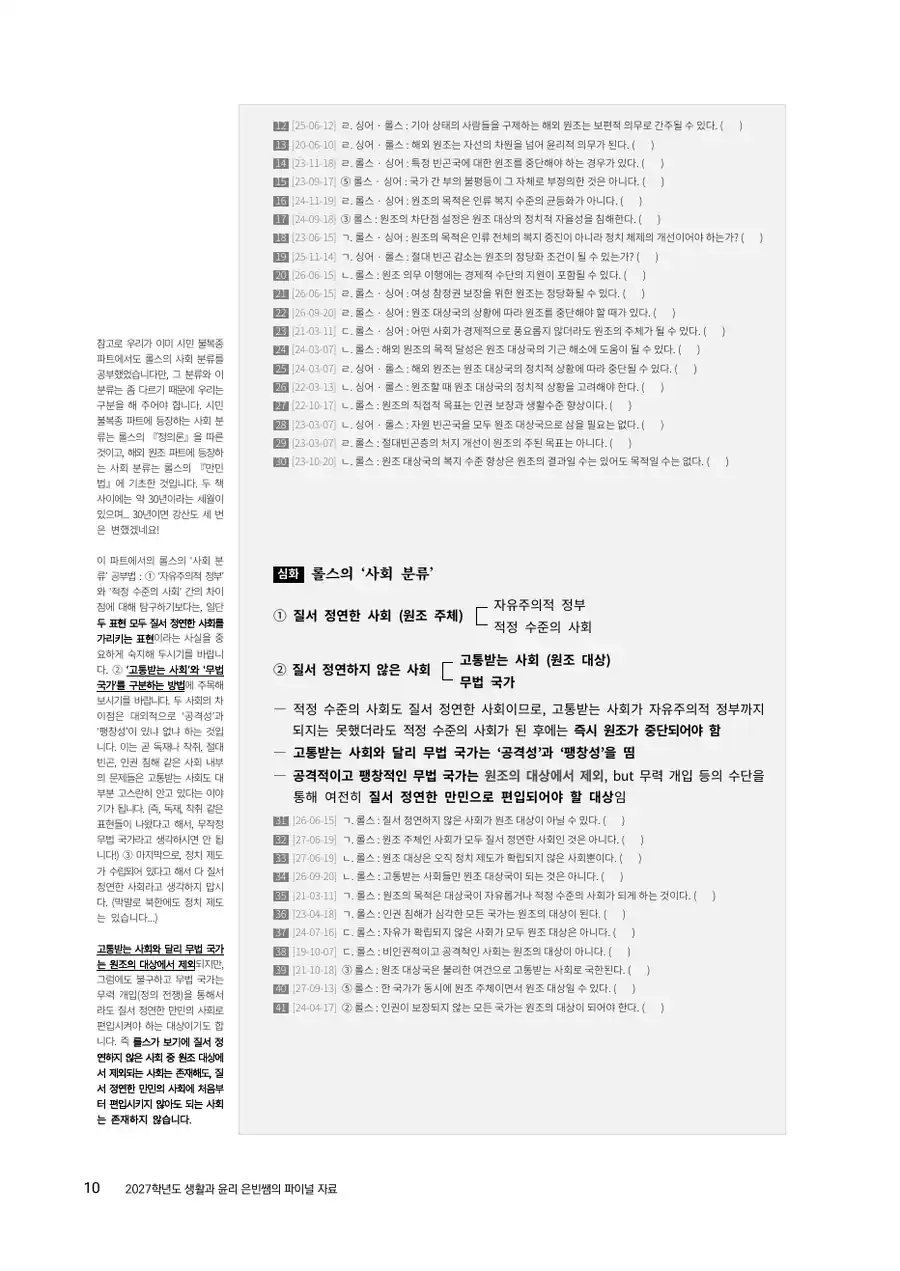 12 [25-06-12] ㄹ. 싱어 · 롤스 : 기아 상태의 사람들을 구제하는 해외 원조는 보편적 의무로 간주될 수 있다. ( )
13 [20-06-10] ㄹ. 싱어 · 롤스 : 해외 원조는 자선의 차원을 넘어 윤리적 의무가 된다. ( )
14 [23-11-18] ㄹ. 롤스 · 싱어 : 특정 빈곤국에 대한 원조를 중단해야 하는 경우가 있다. ( )
15 [23-09-17] ⑤ 롤스 · 싱어 : 국가 간 부의 불평등이 그 자체로 부정의한 것은 아니다. ( )
16 [24-11-19] ㄹ. 롤스 · 싱어 : 원조의 목적은 인류 복지 수준의 균등화가 아니다. ( )
17 [24-09-18] ③ 롤스 : 원조의 차단점 설정은 원조 대상의 정치적 자율성을 침해한다. ( )
18 [23-06-15] ㄱ. 롤스 · 싱어 : 원조의 목적은 인류 전체의 복지 증진이 아니라 정치 체제의 개선이어야 하는가? ( )
19 [25-11-14] ㄱ. 싱어 · 롤스 : 절대 빈곤 감소는 원조의 정당화 조건이 될 수 있는가? ( )
20 [26-06-15] ㄴ. 롤스 : 원조 의무 이행에는 경제적 수단의 지원이 포함될 수 있다. ( )
21 [26-06-15] ㄹ. 롤스 · 싱어 : 여성 참정권 보장을 위한 원조는 정당화될 수 있다. ( )
22 [26-09-20] ㄹ. 롤스 · 싱어 : 원조 대상국의 상황에 따라 원조를 중단해야 할 때가 있다. ( )
23 [21-03-11] ㄷ. 롤스 · 싱어 : 어떤 사회가 경제적으로 풍요롭지 않더라도 원조의 주체가 될 수 있다. ( )
24 [24-03-07] ㄴ. 롤스 : 해외 원조의 목적 달성은 원조 대상국의 기근 해소에 도움이 될 수 있다. ( )
25 [24-03-07] ㄹ. 싱어 · 롤스 : 해외 원조는 원조 대상국의 정치적 상황에 따라 중단될 수 있다. ( )
26 [22-03-13] ㄴ. 싱어 · 롤스 : 원조할 때 원조 대상국의 정치적 상황을 고려해야 한다. ( )
27 [22-10-17] ㄴ. 롤스 : 원조의 직접적 목표는 인권 보장과 생활수준 향상이다. ( )
28 [23-03-07] ㄴ. 싱어 · 롤스 : 자원 빈곤국을 모두 원조 대상국으로 삼을 필요는 없다. ( )
29 [23-03-07] ㄹ. 롤스 : 절대빈곤층의 처지 개선이 원조의 주된 목표는 아니다. ( )
30 [23-10-20] ㄴ. 롤스 : 원조 대상국의 복지 수준 향상은 원조의 결과일 수는 있어도 목적일 수는 없다. ( )
참고로 우리가 이미 시민 불복종
파트에서도 롤스의 사회 분류를
공부했었습니다만, 그 분류와 이
분류는 좀 다르기 때문에 우리는
구분을 해 주어야 합니다. 시민
불복종 파트에 등장하는 사회 분
류는 롤스의 『정의론』을 따른
것이고, 해외 원조 파트에 등장하
는 사회 분류는 롤스의 『만민
법』에 기초한 것입니다. 두 책
사이에는 약 30년이라는 세월이
있으며... 30년이면 강산도 세 번
은 변했겠네요!
이 파트에서의 롤스의 '사회 분
류' 공부법 : ① '자유주의적 정부'
와 '적정 수준의 사회' 간의 차이
점에 대해 탐구하기보다는, 일단
두 표현 모두 질서 정연한 사회를
가리키는 표현이라는 사실을 중
요하게 숙지해 두시기를 바랍니
다. ② '고통받는 사회'와 '무법
국가'를 구분하는 방법에 주목해
보시기를 바랍니다. 두 사회의 차
이점은 대외적으로 '공격성'과
'팽창성'이 있냐 없냐 하는 것입
니다. 이는 곧 독재나 착취, 절대
빈곤, 인권 침해 같은 사회 내부
의 문제들은 고통받는 사회도 대
부분 고스란히 안고 있다는 이야
기가 됩니다. (즉, 독재, 착취 같은
표현들이 나왔다고 해서, 무작정
무법 국가라고 생각하시면 안 됩
니다!) ③ 마지막으로, 정치 제도
가 수립되어 있다고 해서 다 질서
정연한 사회라고 생각하지 맙시
다. (막말로 북한에도 정치 제도
는 있습니다...)
고통받는 사회와 달리 무법 국가
는 원조의 대상에서 제외되지만,
그럼에도 불구하고 무법 국가는
무력 개입(정의 전쟁)을 통해서
라도 질서 정연한 만민의 사회로
편입시켜야 하는 대상이기도 합
니다. 즉 롤스가 보기에 질서 정
연하지 않은 사회 중 원조 대상에
서 제외되는 사회는 존재해도, 질
서 정연한 만민의 사회에 처음부
터 편입시키지 않아도 되는 사회
는 존재하지 않습니다.
심화 롤스의 '사회 분류'
① 질서 정연한 사회 (원조 주체)
자유주의적 정부
적정 수준의 사회
② 질서 정연하지 않은 사회
고통받는 사회 (원조 대상)
무법 국가
― 적정 수준의 사회도 질서 정연한 사회이므로, 고통받는 사회가 자유주의적 정부까지
되지는 못했더라도 적정 수준의 사회가 된 후에는 즉시 원조가 중단되어야 함
― 고통받는 사회와 달리 무법 국가는 '공격성'과 '팽창성'을 띰
― 공격적이고 팽창적인 무법 국가는 원조의 대상에서 제외, but 무력 개입 등의 수단을
통해 여전히 질서 정연한 만민으로 편입되어야 할 대상임
31 [26-06-15] ㄱ. 롤스 : 질서 정연하지 않은 사회가 원조 대상이 아닐 수 있다. ( )
32 [27-06-19] ㄱ. 롤스 : 원조 주체인 사회가 모두 질서 정연한 사회인 것은 아니다. ( )
33 [27-06-19] ㄴ. 롤스 : 원조 대상은 오직 정치 제도가 확립되지 않은 사회뿐이다. ( )
34 [26-09-20] ㄴ. 롤스 : 고통받는 사회들만 원조 대상국이 되는 것은 아니다. ( )
35 [21-03-11] ㄱ. 롤스 : 원조의 목적은 대상국이 자유롭거나 적정 수준의 사회가 되게 하는 것이다. ( )
36 [23-04-18] ㄱ. 롤스 : 인권 침해가 심각한 모든 국가는 원조의 대상이 된다. ( )
37 [24-07-16] ㄷ. 롤스 : 자유가 확립되지 않은 사회가 모두 원조 대상은 아니다. ( )
38 [19-10-07] ㄷ. 롤스 : 비인권적이고 공격적인 사회는 원조의 대상이 아니다. ( )
39 [21-10-18] ③ 롤스 : 원조 대상국은 불리한 여건으로 고통받는 사회로 국한된다. ( )
40 [27-09-13] ⑤ 롤스 : 한 국가가 동시에 원조 주체이면서 원조 대상일 수 있다. ( )
41 [24-04-17] ② 롤스 : 인권이 보장되지 않는 모든 국가는 원조의 대상이 되어야 한다. ( )
10 2027학년도 생활과 윤리 은빈쌤의 파이널 자료